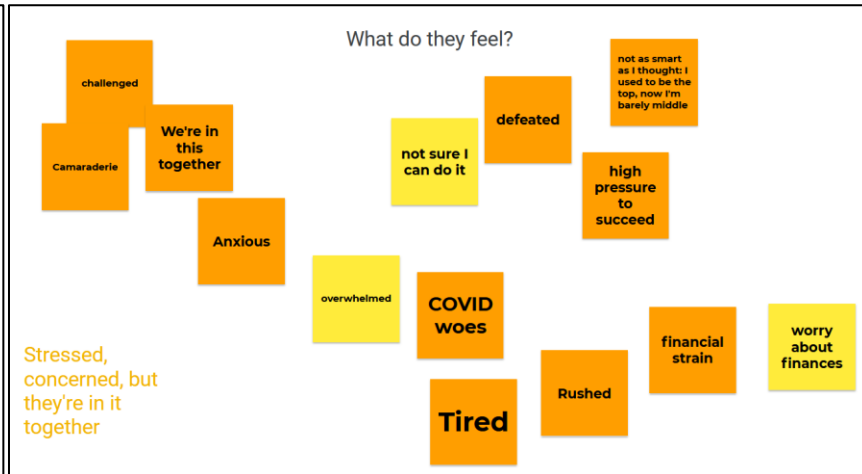 What do they feel?
challenged
We're in
this
together
Camaraderie
Anxious
not sure I
can do it
defeated
not as smart
as I thought: I
used to be the
top, now I'm
barely middle
high
pressure
to
succeed
overwhelmed
COVID
woes
Tired
Rushed
financial
strain
worry
about
finances
Stressed,
concerned, but
they're in it
together